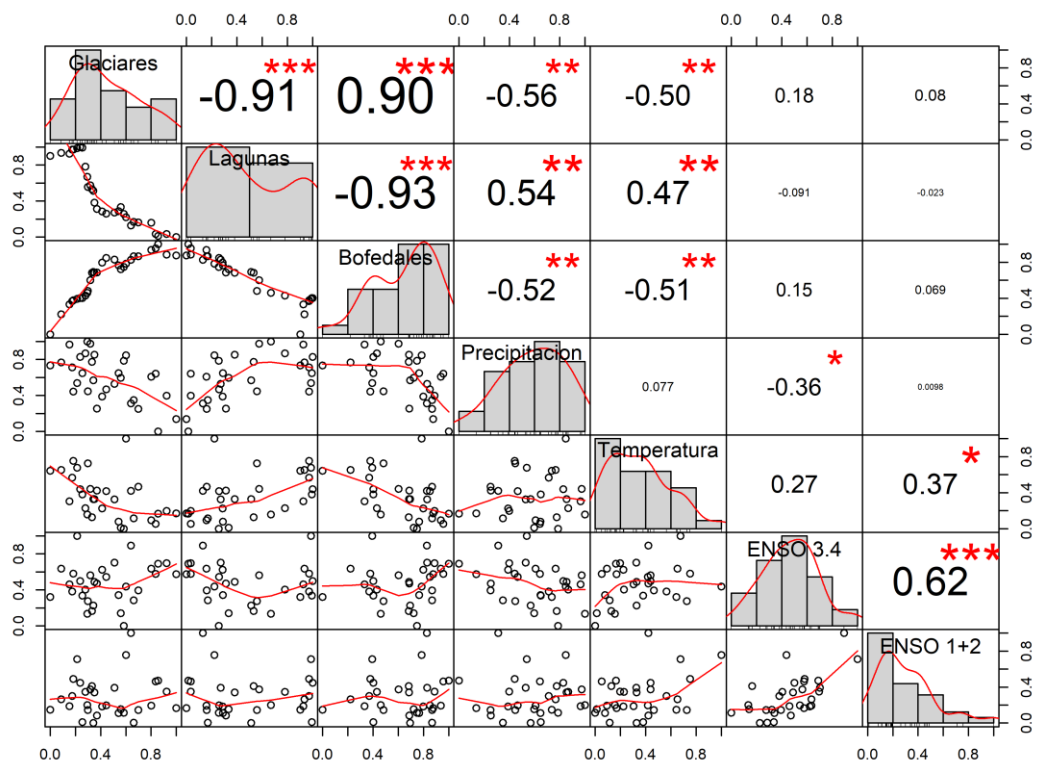 0.0 0.4 0.8 0.0 0.4 0.8 0.0 0.4 0.8
Glaciares -0.91 *** 0.90 *** -0.56 ** -0.50 ** 0.18 0.08 0.0 0.4 0.8
0.0 0.4 0.8 Lagunas -0.93 *** 0.54 ** 0.47 ** -0.091 -0.023
Bofedales -0.52 ** -0.51 ** 0.15 0.069 0.0 0.4 0.8
0.0 0.4 0.8 Precipitacion 0.077 -0.36 * 0.0098
Temperatura 0.27 0.37 * 0.0 0.4 0.8
0.0 0.4 0.8 ENSO 3.4 0.62 ***
ENSO 1+2 0.0 0.4 0.8
0.0 0.4 0.8 0.0 0.4 0.8 0.0 0.4 0.8 0.0 0.4 0.8